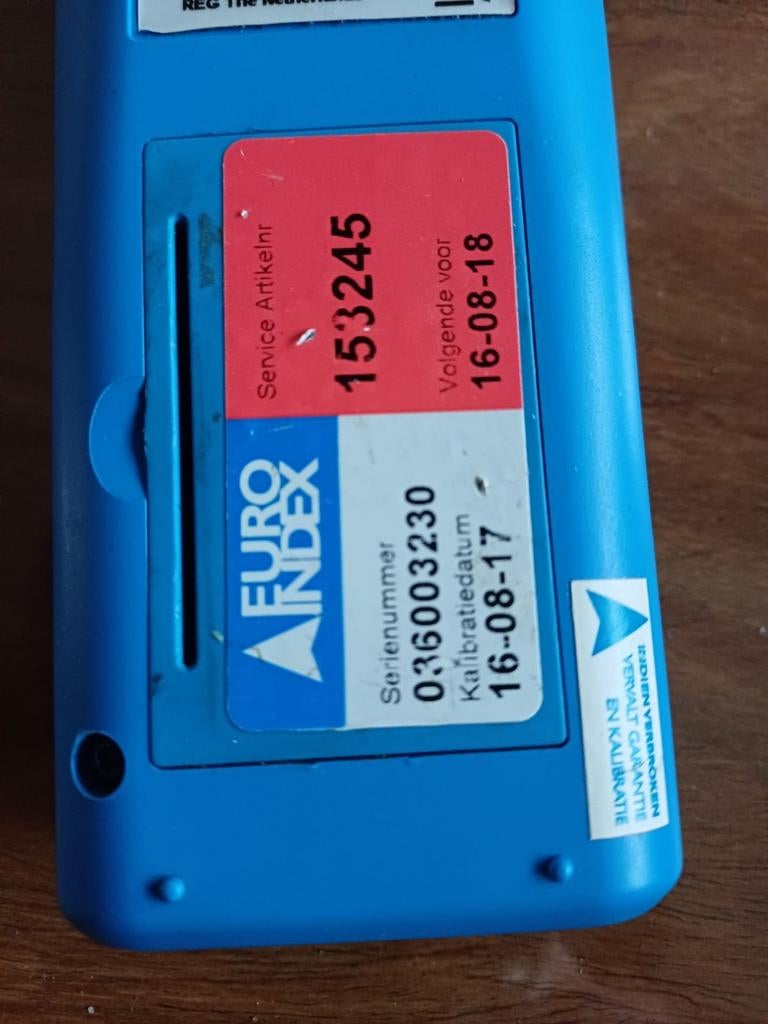 REG The Netherlands
EURO
INDEX
Serienummer
036003230
Kalibratiedatum
16-08-17
Service Artikelnr
153245
Volgende voor
16-08-18
INDIEN VERBROKEN
VERVALT GARANTIE
EN KALIBRATIE